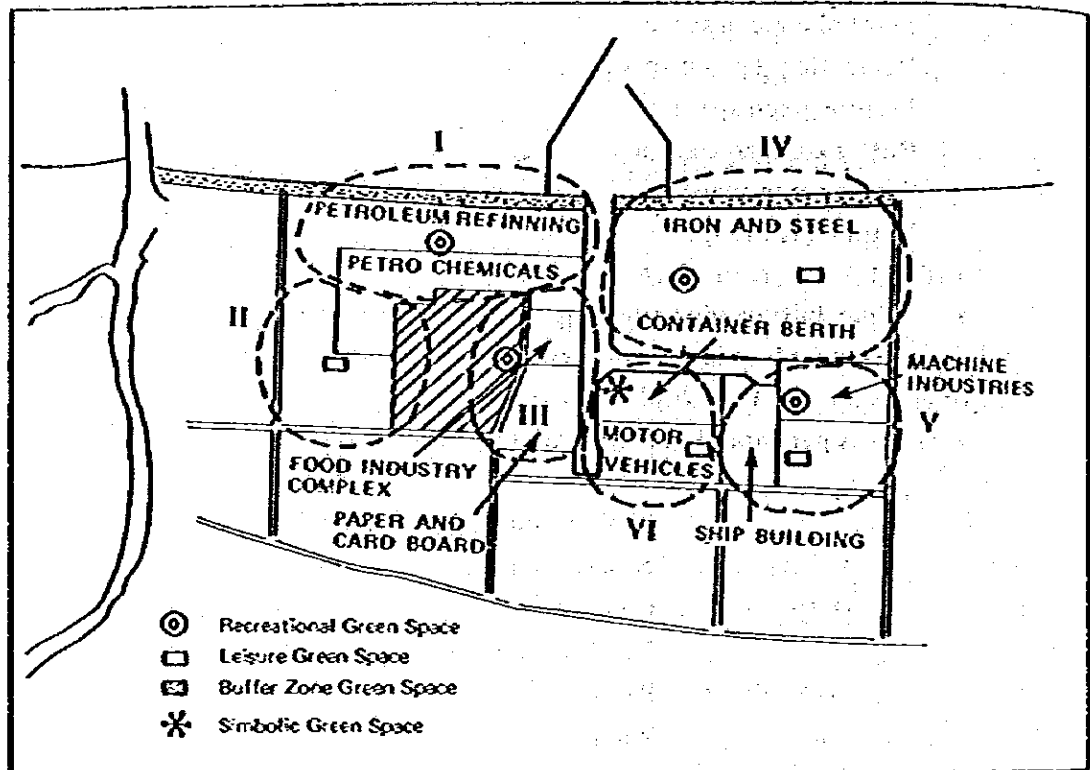 I
IV
PETROLEUM REFINNING
IRON AND STEEL
PETRO CHEMICALS
II
CONTAINER BERTH
MACHINE
INDUSTRIES
III
V
MOTOR
VEHICLES
FOOD INDUSTRY
COMPLEX
PAPER AND
CARD BOARD
VI
SHIP BUILDING
Recreational Green Space
Leisure Green Space
Buffer Zone Green Space
Simbolic Green Space